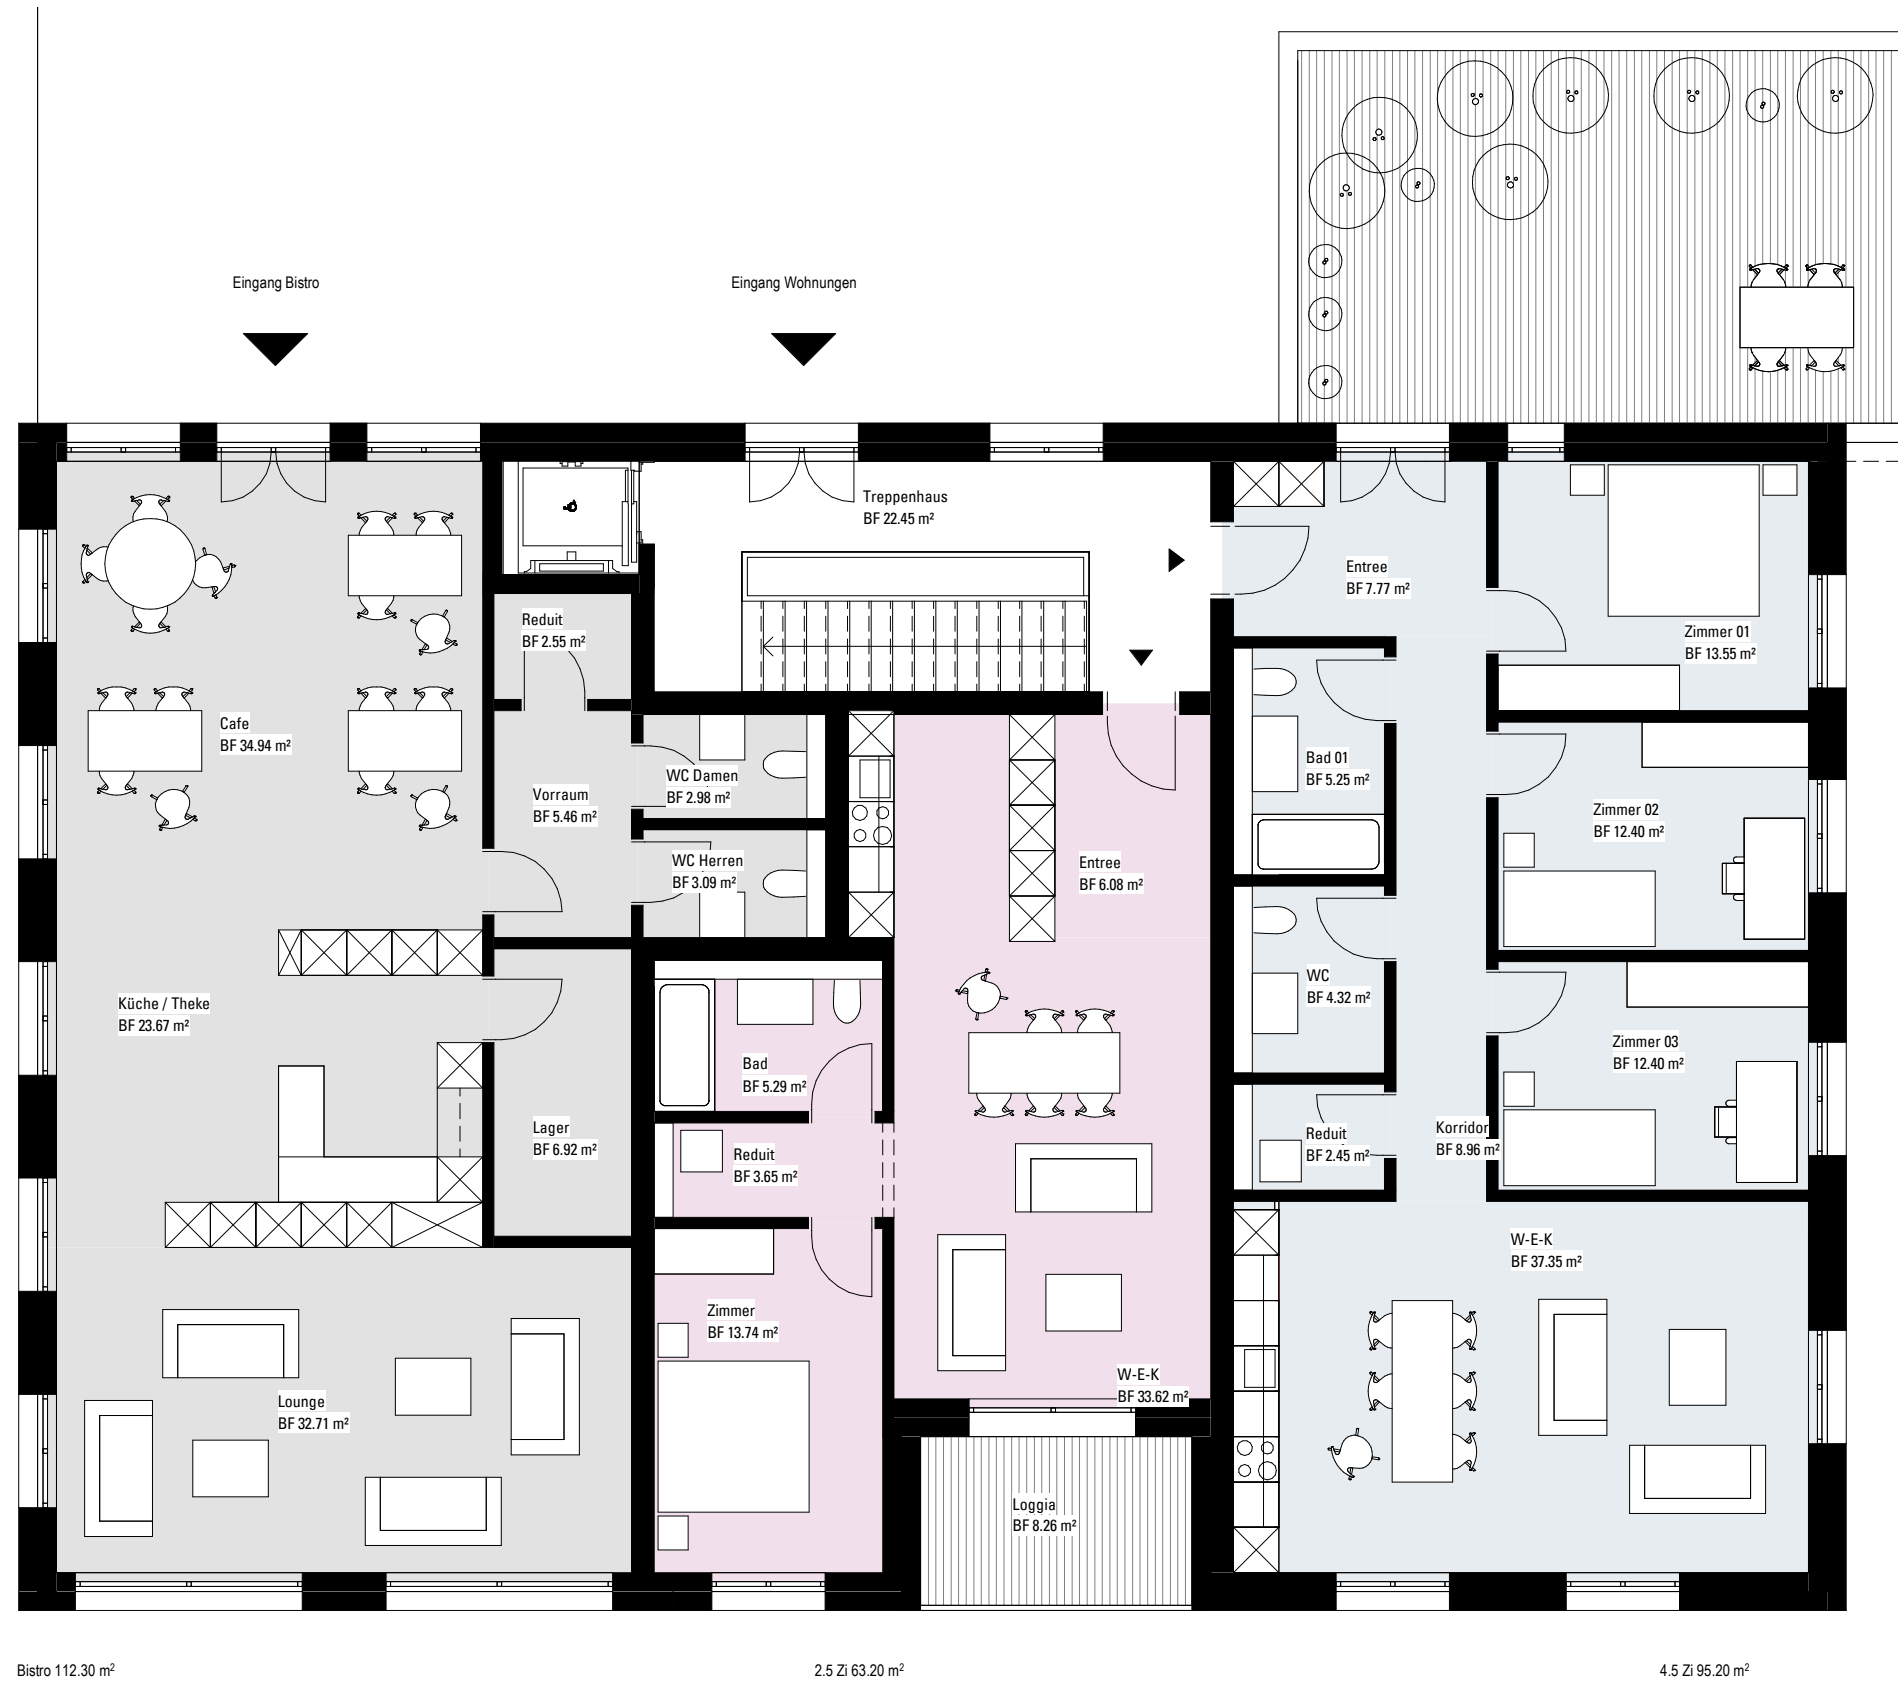 Eingang Bistro
Eingang Wohnungen
Treppenhaus
BF 22.45 m²
Entree
BF 7.77 m²
Zimmer 01
BF 13.55 m²
Reduit
BF 2.55 m²
Cafe
BF 34.94 m²
Vorraum
BF 5.46 m²
WC Damen
BF 2.98 m²
WC Herren
BF 3.09 m²
Entree
BF 6.08 m²
Bad 01
BF 5.25 m²
Zimmer 02
BF 12.40 m²
Küche / Theke
BF 23.67 m²
WC
BF 4.32 m²
Zimmer 03
BF 12.40 m²
Bad
BF 5.29 m²
Lager
BF 6.92 m²
Reduit
BF 3.65 m²
Reduit
BF 2.45 m²
Korridor
BF 8.96 m²
W-E-K
BF 37.35 m²
Zimmer
BF 13.74 m²
W-E-K
BF 33.62 m²
Lounge
BF 32.71 m²
Loggia
BF 8.26 m²
Bistro 112.30 m²
2.5 Zi 63.20 m²
4.5 Zi 95.20 m²